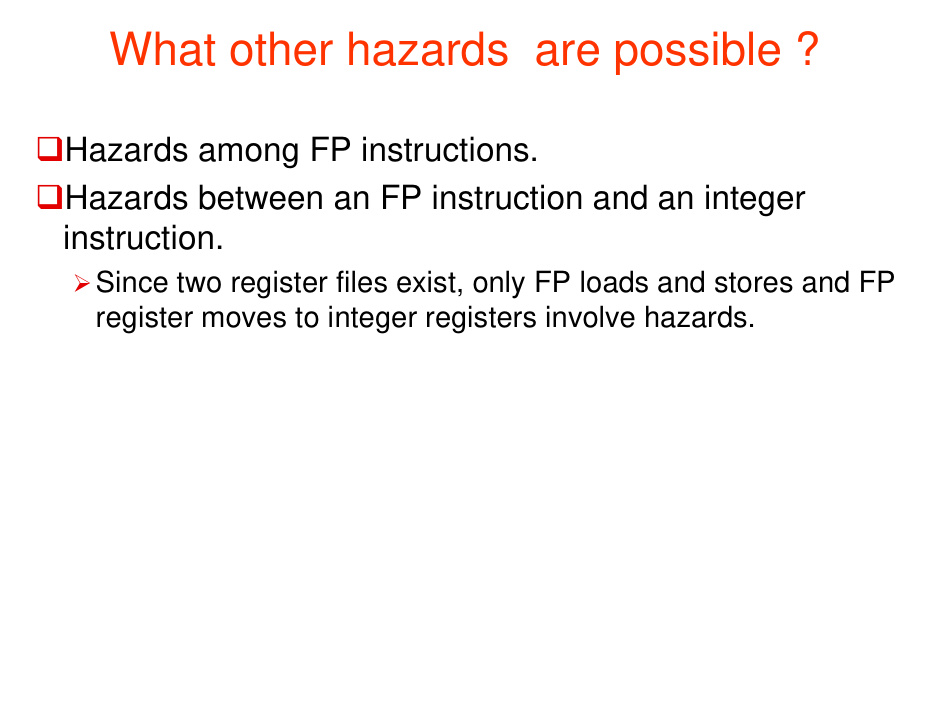 What other hazards are possible ?
Hazards among FP instructions.
Hazards between an FP instruction and an integer
instruction.
Since two register files exist, only FP loads and stores and FP
register moves to integer registers involve hazards.